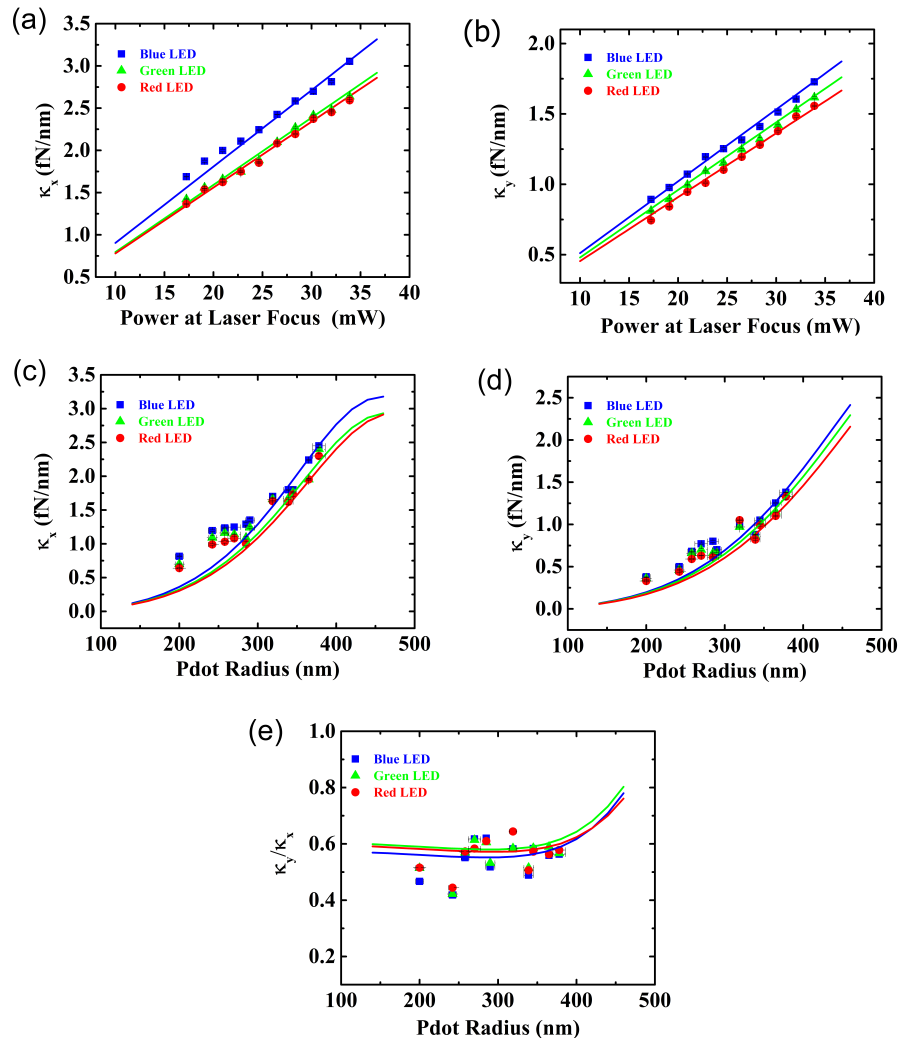 (a)
3.5
3.0
2.5
2.0
1.5
1.0
0.5
κx (fN/nm)
Blue LED
Green LED
Red LED
10 15 20 25 30 35 40
Power at Laser Focus (mW)
(b)
2.0
1.5
1.0
0.5
κy (fN/nm)
Blue LED
Green LED
Red LED
10 15 20 25 30 35 40
Power at Laser Focus (mW)
(c)
3.5
3.0
2.5
2.0
1.5
1.0
0.5
0.0
κx (fN/nm)
Blue LED
Green LED
Red LED
100 200 300 400 500
Pdot Radius (nm)
(d)
2.5
2.0
1.5
1.0
0.5
0.0
κy (fN/nm)
Blue LED
Green LED
Red LED
100 200 300 400 500
Pdot Radius (nm)
(e)
1.0
0.8
0.6
0.4
0.2
κy/κx
Blue LED
Green LED
Red LED
100 200 300 400 500
Pdot Radius (nm)